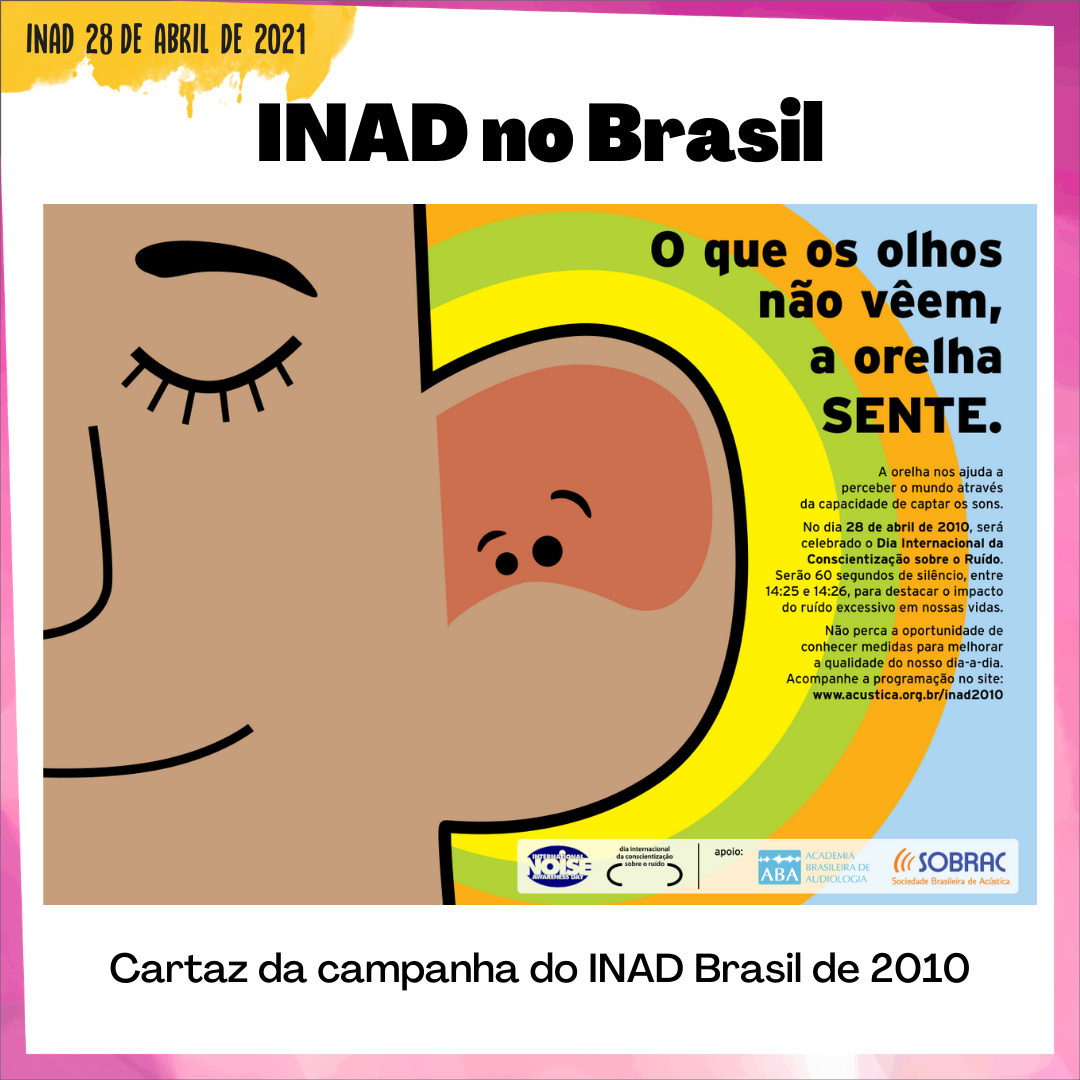 INAD 28 DE ABRIL DE 2021
INAD no Brasil
O que os olhos
não vêem,
a orelha
SENTE.
A orelha nos ajuda a
perceber o mundo através
da capacidade de captar os sons.
No dia 28 de abril de 2010, será
celebrado o Dia Internacional da
Conscientização sobre o Ruído.
Serão 60 segundos de silêncio, entre
14:25 e 14:26, para destacar o impacto
do ruído excessivo em nossas vidas.
Não perca a oportunidade de
conhecer medidas para melhorar
a qualidade do nosso dia-a-dia.
Acompanhe a programação no site:
www.acustica.org.br/inad2010
INTERNATIONAL
NOISE
AWARENESS DAY
dia internacional
da conscientização
sobre o ruído
apoio:
ABA
ACADEMIA
BRASILEIRA DE
AUDIOLOGIA
SOBRAC
Sociedade Brasileira de Acústica
Cartaz da campanha do INAD Brasil de 2010